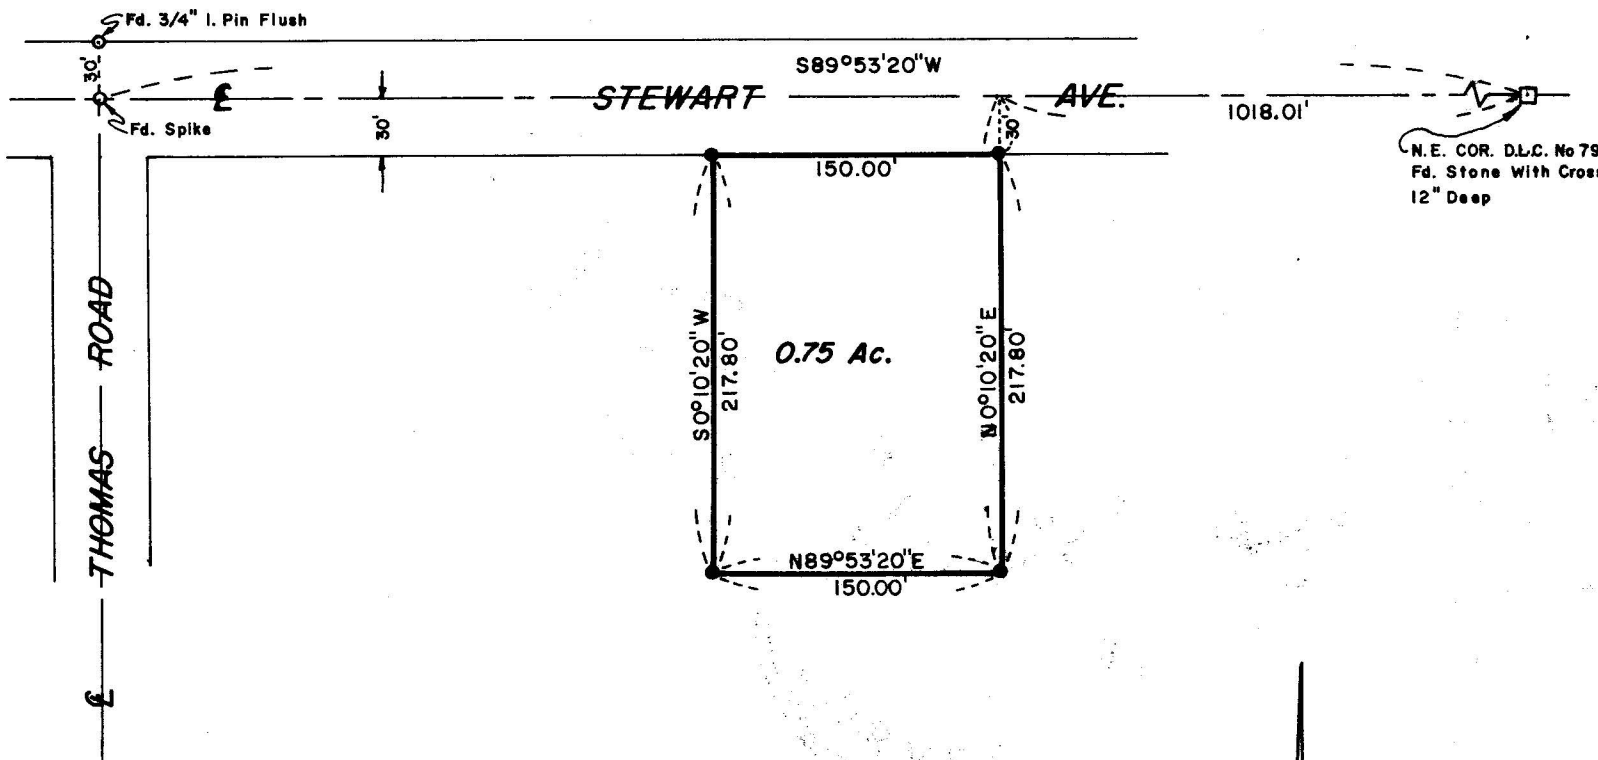 Fd. 3/4" I. Pin Flush
30'
S89°53'20"W
℄
STEWART AVE.
1018.01'
Fd. Spike
30'
30'
N.E. COR. D.L.C. No 79
Fd. Stone With Cross
12" Deep
150.00'
THOMAS ROAD
℄
S0°10'20"W
217.80'
0.75 Ac.
N0°10'20"E
217.80'
N89°53'20"E
150.00'